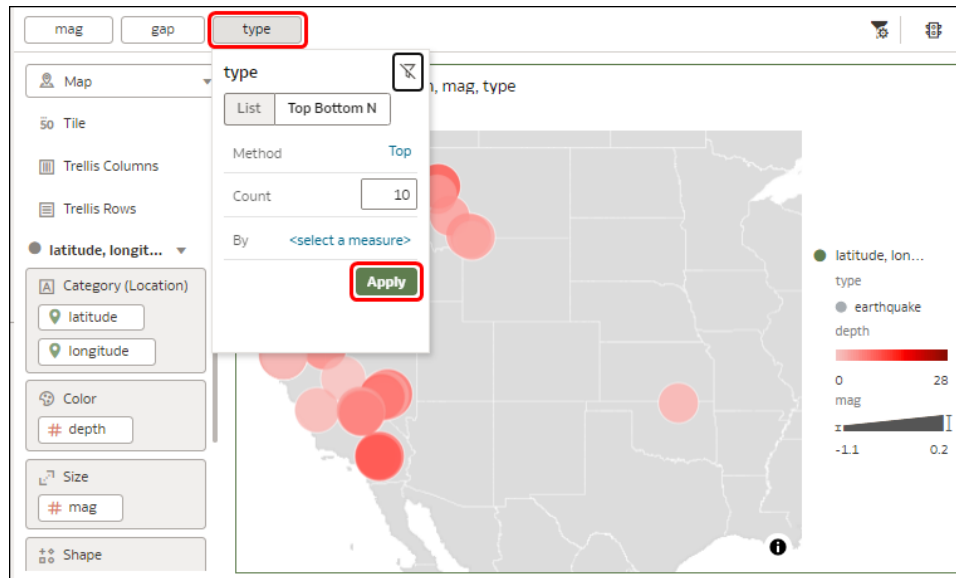 mag gap type
type
List Top Bottom N
Method Top
Count 10
By <select a measure>
Apply
Map
50 Tile
Trellis Columns
Trellis Rows
latitude, longit...
A Category (Location)
latitude
longitude
Color
# depth
Size
# mag
Shape
, mag, type
latitude, lon...
type
earthquake
depth
0 28
mag
-1.1 0.2
i